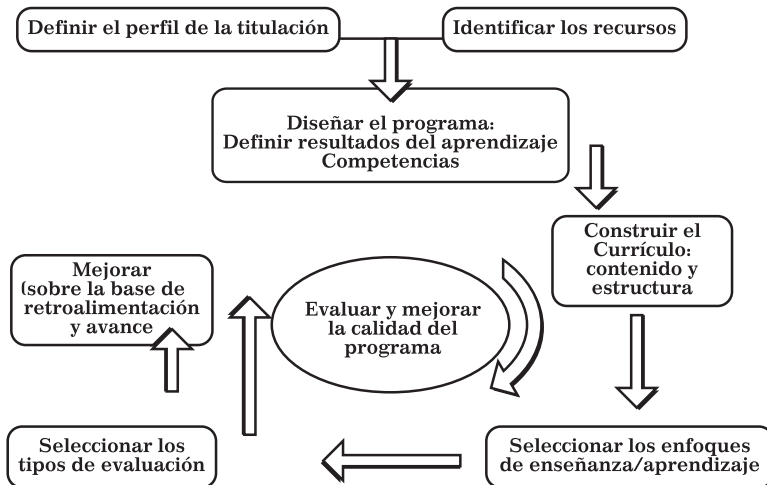 Definir el perfil de la titulación
Identificar los recursos
Diseñar el programa:
Definir resultados del aprendizaje
Competencias
Construir el
Currículo:
contenido y
estructura
Mejorar
(sobre la base de
retroalimentación
y avance
Evaluar y mejorar
la calidad del
programa
Seleccionar los
tipos de evaluación
Seleccionar los enfoques
de enseñanza/aprendizaje